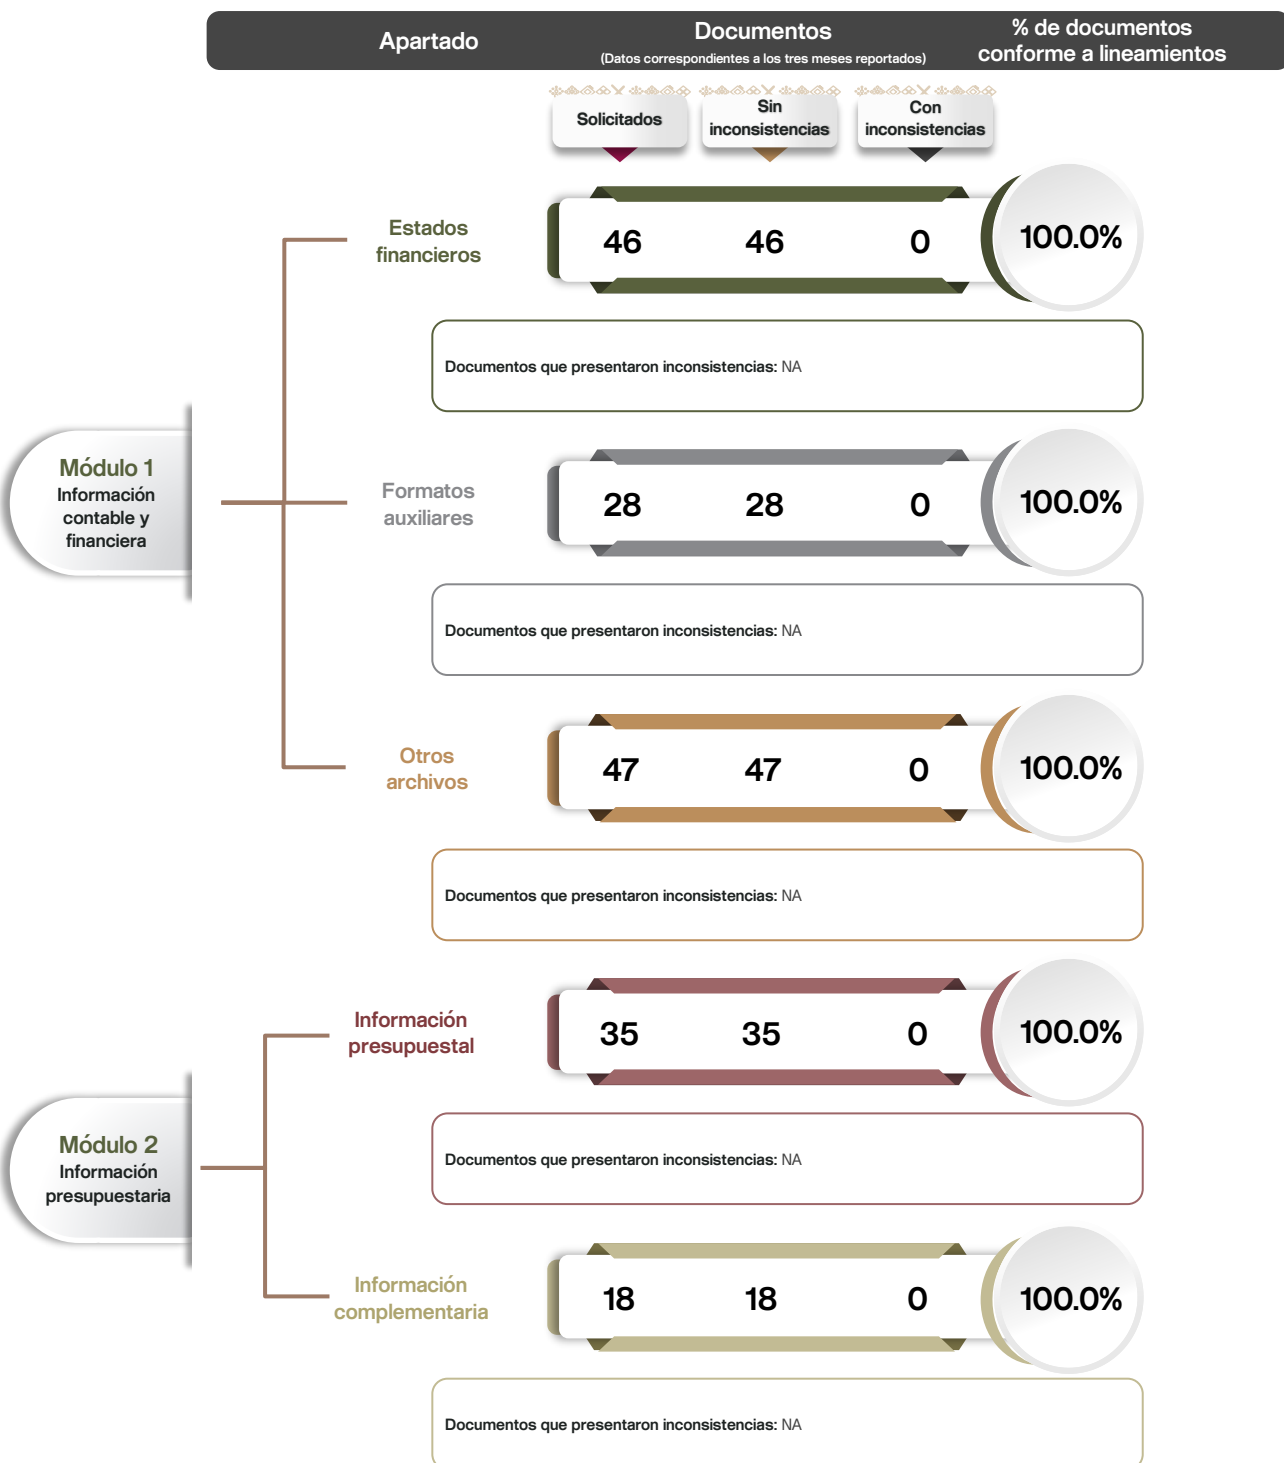 Apartado
Documentos
(Datos correspondientes a los tres meses reportados)
% de documentos
conforme a lineamientos
Solicitados
Sin
inconsistencias
Con
inconsistencias
Módulo 1
Información
contable y
financiera
Estados
financieros
46 46 0 100.0%
Documentos que presentaron inconsistencias: NA
Formatos
auxiliares
28 28 0 100.0%
Documentos que presentaron inconsistencias: NA
Otros
archivos
47 47 0 100.0%
Documentos que presentaron inconsistencias: NA
Módulo 2
Información
presupuestaria
Información
presupuestal
35 35 0 100.0%
Documentos que presentaron inconsistencias: NA
Información
complementaria
18 18 0 100.0%
Documentos que presentaron inconsistencias: NA